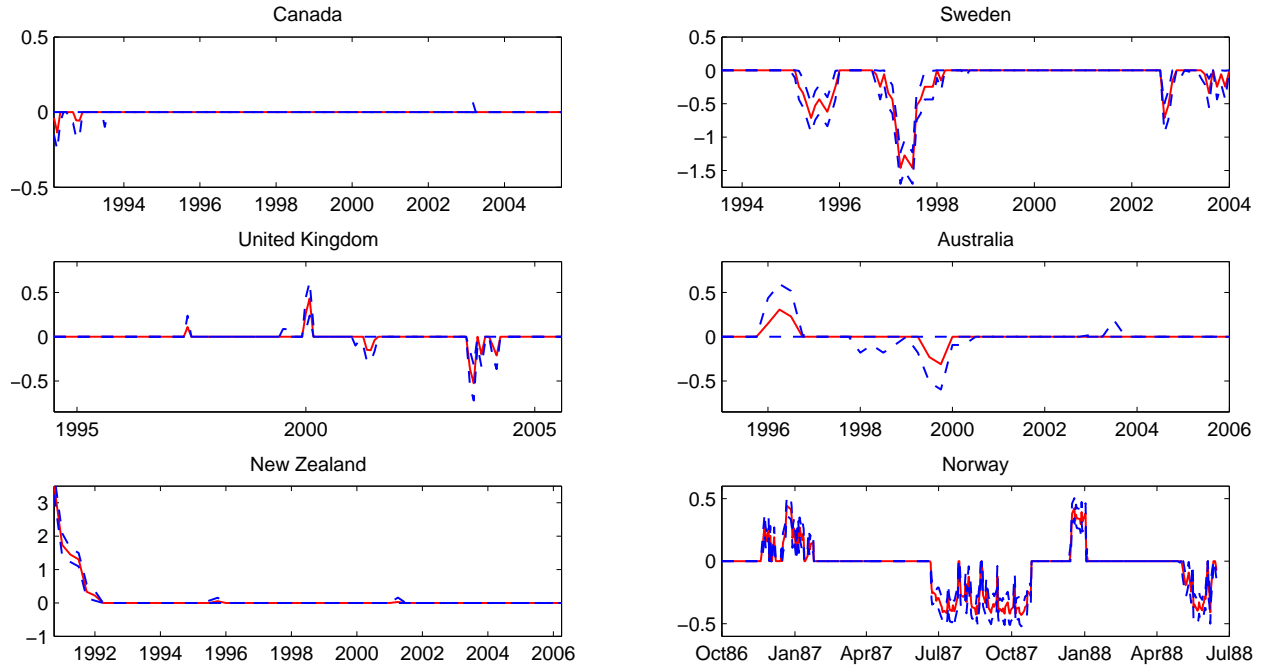 Canada
0.5
0
−0.5
1994 1996 1998 2000 2002 2004
Sweden
0
−0.5
−1
−1.5
1994 1996 1998 2000 2002 2004
United Kingdom
0.5
0
−0.5
1995 2000 2005
Australia
0.5
0
−0.5
1996 1998 2000 2002 2004 2006
New Zealand
3
2
1
0
−1
1992 1994 1996 1998 2000 2002 2004 2006
Norway
0.5
0
−0.5
Oct86 Jan87 Apr87 Jul87 Oct87 Jan88 Apr88 Jul88